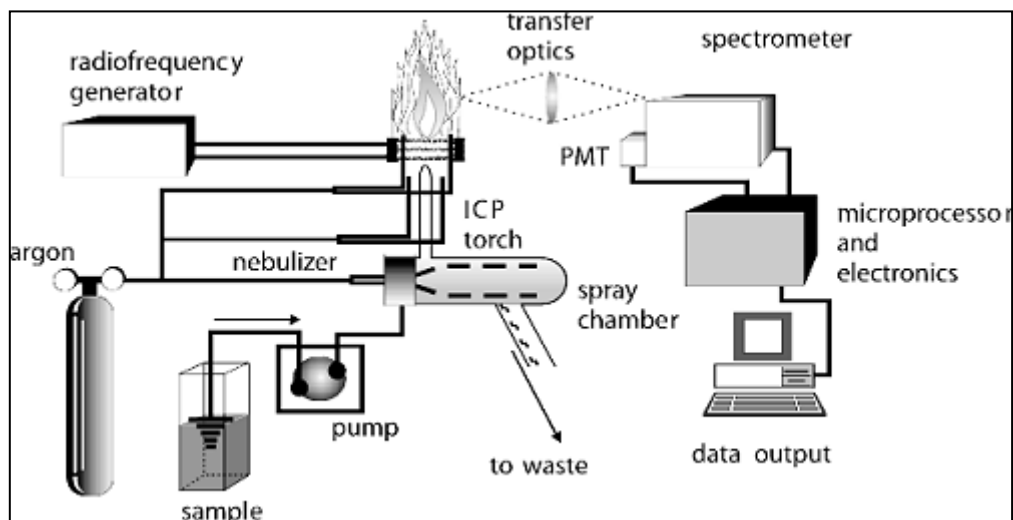 transfer
optics
spectrometer
radiofrequency
generator
PMT
ICP
torch
microprocessor
and
electronics
argon
nebulizer
spray
chamber
pump
to waste
data output
sample